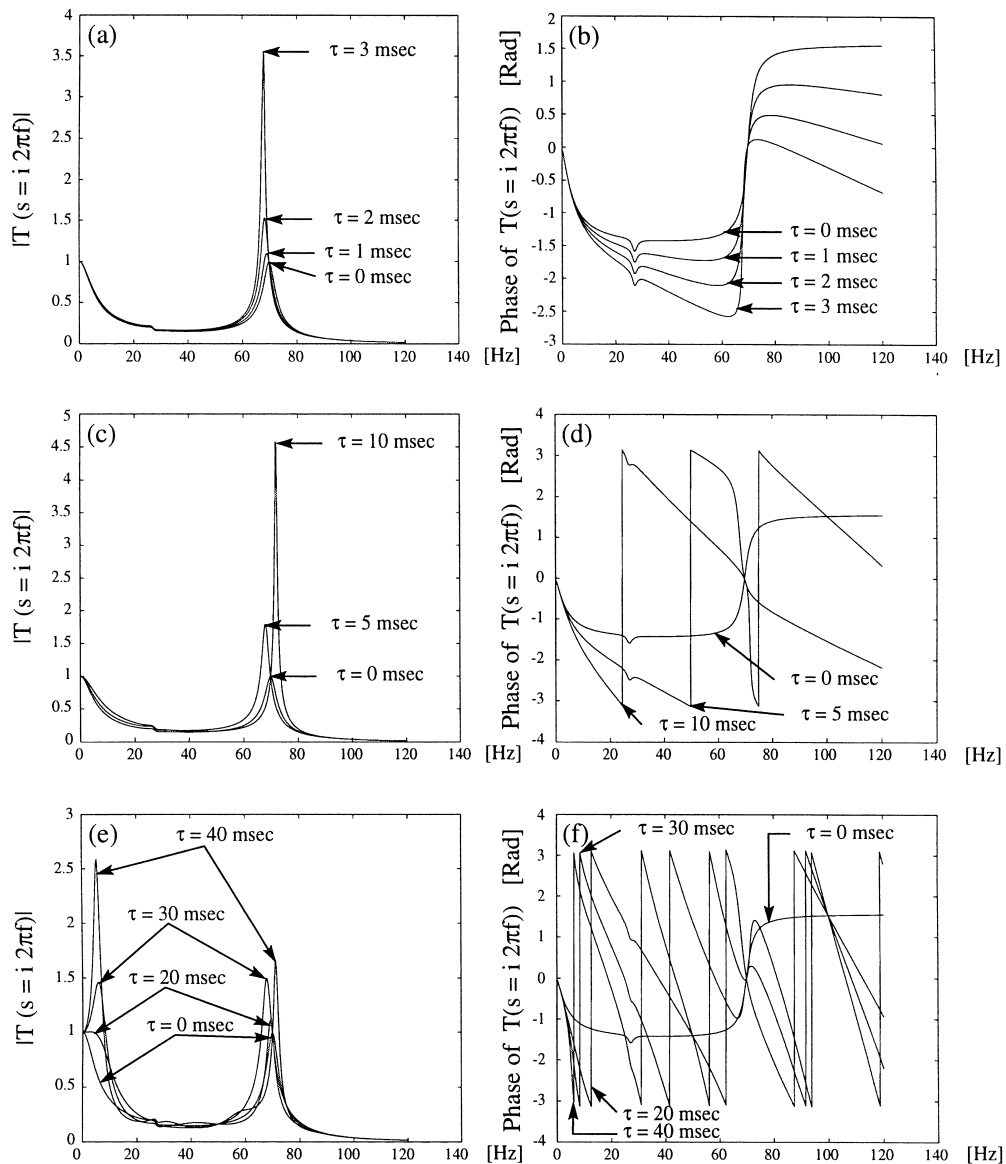 (a)
|T (s = i 2πf)|
4
3.5
3
2.5
2
1.5
1
0.5
0
0 20 40 60 80 100 120 140
[Hz]
τ = 3 msec
τ = 2 msec
τ = 1 msec
τ = 0 msec
(b)
Phase of T(s = i 2πf)) [Rad]
2
1.5
1
0.5
0
-0.5
-1
-1.5
-2
-2.5
-3
0 20 40 60 80 100 120 140
[Hz]
τ = 0 msec
τ = 1 msec
τ = 2 msec
τ = 3 msec
(c)
|T (s = i 2πf)|
5
4.5
4
3.5
3
2.5
2
1.5
1
0.5
0
0 20 40 60 80 100 120 140
[Hz]
τ = 10 msec
τ = 5 msec
τ = 0 msec
(d)
Phase of T(s = i 2πf)) [Rad]
4
3
2
1
0
-1
-2
-3
-4
0 20 40 60 80 100 120 140
[Hz]
τ = 0 msec
τ = 5 msec
τ = 10 msec
(e)
|T (s = i 2πf)|
3
2.5
2
1.5
1
0.5
0
0 20 40 60 80 100 120 140
[Hz]
τ = 40 msec
τ = 30 msec
τ = 20 msec
τ = 0 msec
(f)
Phase of T(s = i 2πf)) [Rad]
4
3
2
1
0
-1
-2
-3
-4
0 20 40 60 80 100 120 140
[Hz]
τ = 30 msec
τ = 0 msec
τ = 20 msec
τ = 40 msec